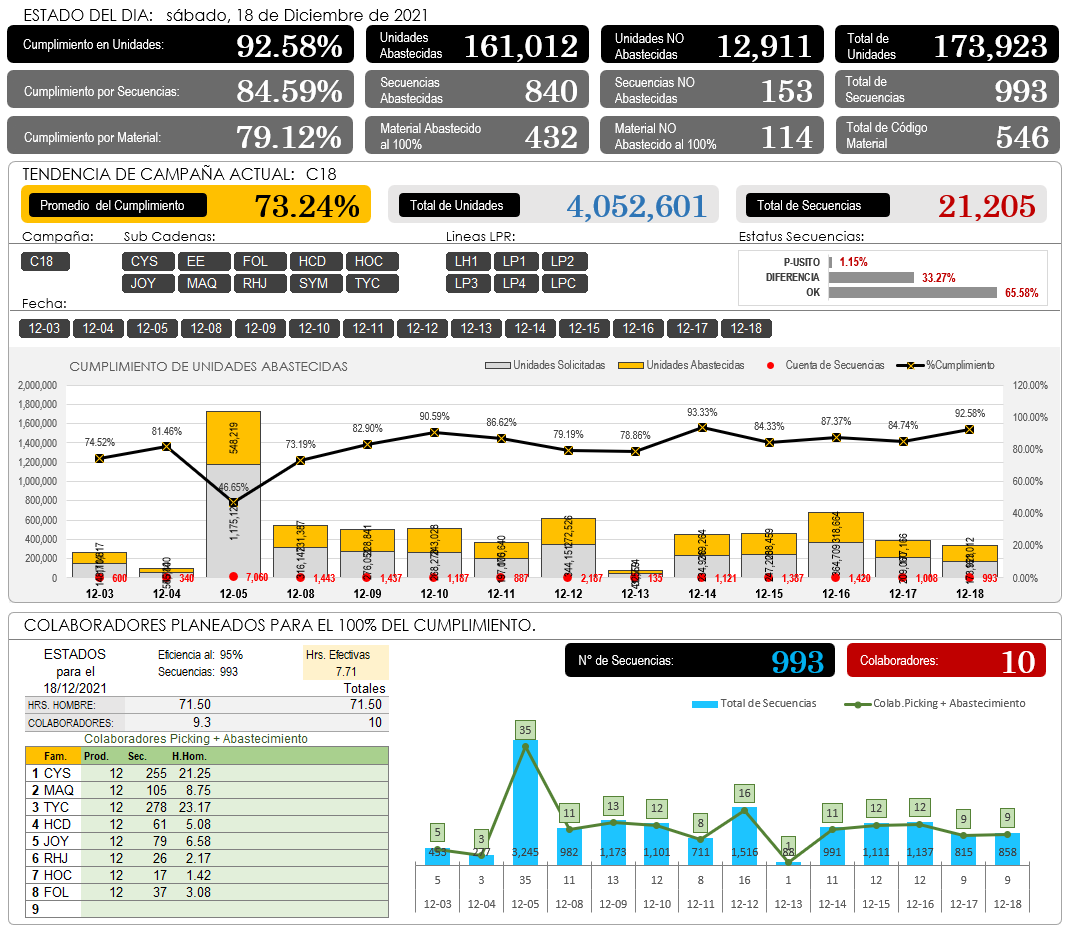 ESTADO DEL DIA: sábado, 18 de Diciembre de 2021
Cumplimiento en Unidades: 92.58% Unidades Abastecidas 161,012 Unidades NO Abastecidas 12,911 Total de Unidades 173,923
Cumplimiento por Secuencias: 84.59% Secuencias Abastecidas 840 Secuencias NO Abastecidas 153 Total de Secuencias 993
Cumplimiento por Material: 79.12% Material Abastecido al 100% 432 Material NO Abastecido al 100% 114 Total de Código Material 546
TENDENCIA DE CAMPAÑA ACTUAL: C18
Promedio del Cumplimiento 73.24% Total de Unidades 4,052,601 Total de Secuencias 21,205
Campaña: Sub Cadenas: Lineas LPR: Estatus Secuencias:
C18 CYS EE FOL HCD HOC LH1 LP1 LP2
JOY MAQ RHJ SYM TYC LP3 LP4 LPC
P-USITO 1.15%
DIFERENCIA 33.27%
OK 65.58%
Fecha:
12-03 12-04 12-05 12-08 12-09 12-10 12-11 12-12 12-13 12-14 12-15 12-16 12-17 12-18
CUMPLIMIENTO DE UNIDADES ABASTECIDAS
Unidades Solicitadas Unidades Abastecidas Cuenta de Secuencias %Cumplimiento
2,000,000
1,800,000
1,600,000
1,400,000
1,200,000
1,000,000
800,000
600,000
400,000
200,000
0
120.00%
100.00%
80.00%
60.00%
40.00%
20.00%
0.00%
74.52% 81.46% 46.65% 73.19% 82.90% 90.59% 86.62% 79.19% 78.86% 93.33% 84.33% 87.37% 84.74% 92.58%
548,219
272,526
318,664
600 340 7,060 1,443 1,437 1,187 887 2,187 135 1,121 1,387 1,420 1,008 993
12-03 12-04 12-05 12-08 12-09 12-10 12-11 12-12 12-13 12-14 12-15 12-16 12-17 12-18
COLABORADORES PLANEADOS PARA EL 100% DEL CUMPLIMIENTO.
ESTADOS Eficiencia al: 95% Hrs. Efectivas
para el Secuencias: 993 7.71
18/12/2021 Totales
HRS. HOMBRE: 71.50 71.50
COLABORADORES: 9.3 10
Colaboradores Picking + Abastecimiento
Fam. Prod. Sec. H.Hom.
1 CYS 12 255 21.25
2 MAQ 12 105 8.75
3 TYC 12 278 23.17
4 HCD 12 61 5.08
5 JOY 12 79 6.58
6 RHJ 12 26 2.17
7 HOC 12 17 1.42
8 FOL 12 37 3.08
9
N° de Secuencias: 993 Colaboradores: 10
Total de Secuencias Colab.Picking + Abastecimiento
35
16
13
12
12
12
11
11
9
9
8
5
3
1
3,245 982 1,173 1,101 711 1,516 991 1,111 1,137 815 858
5 3 35 11 13 12 8 16 1 11 12 12 9 9
12-03 12-04 12-05 12-08 12-09 12-10 12-11 12-12 12-13 12-14 12-15 12-16 12-17 12-18